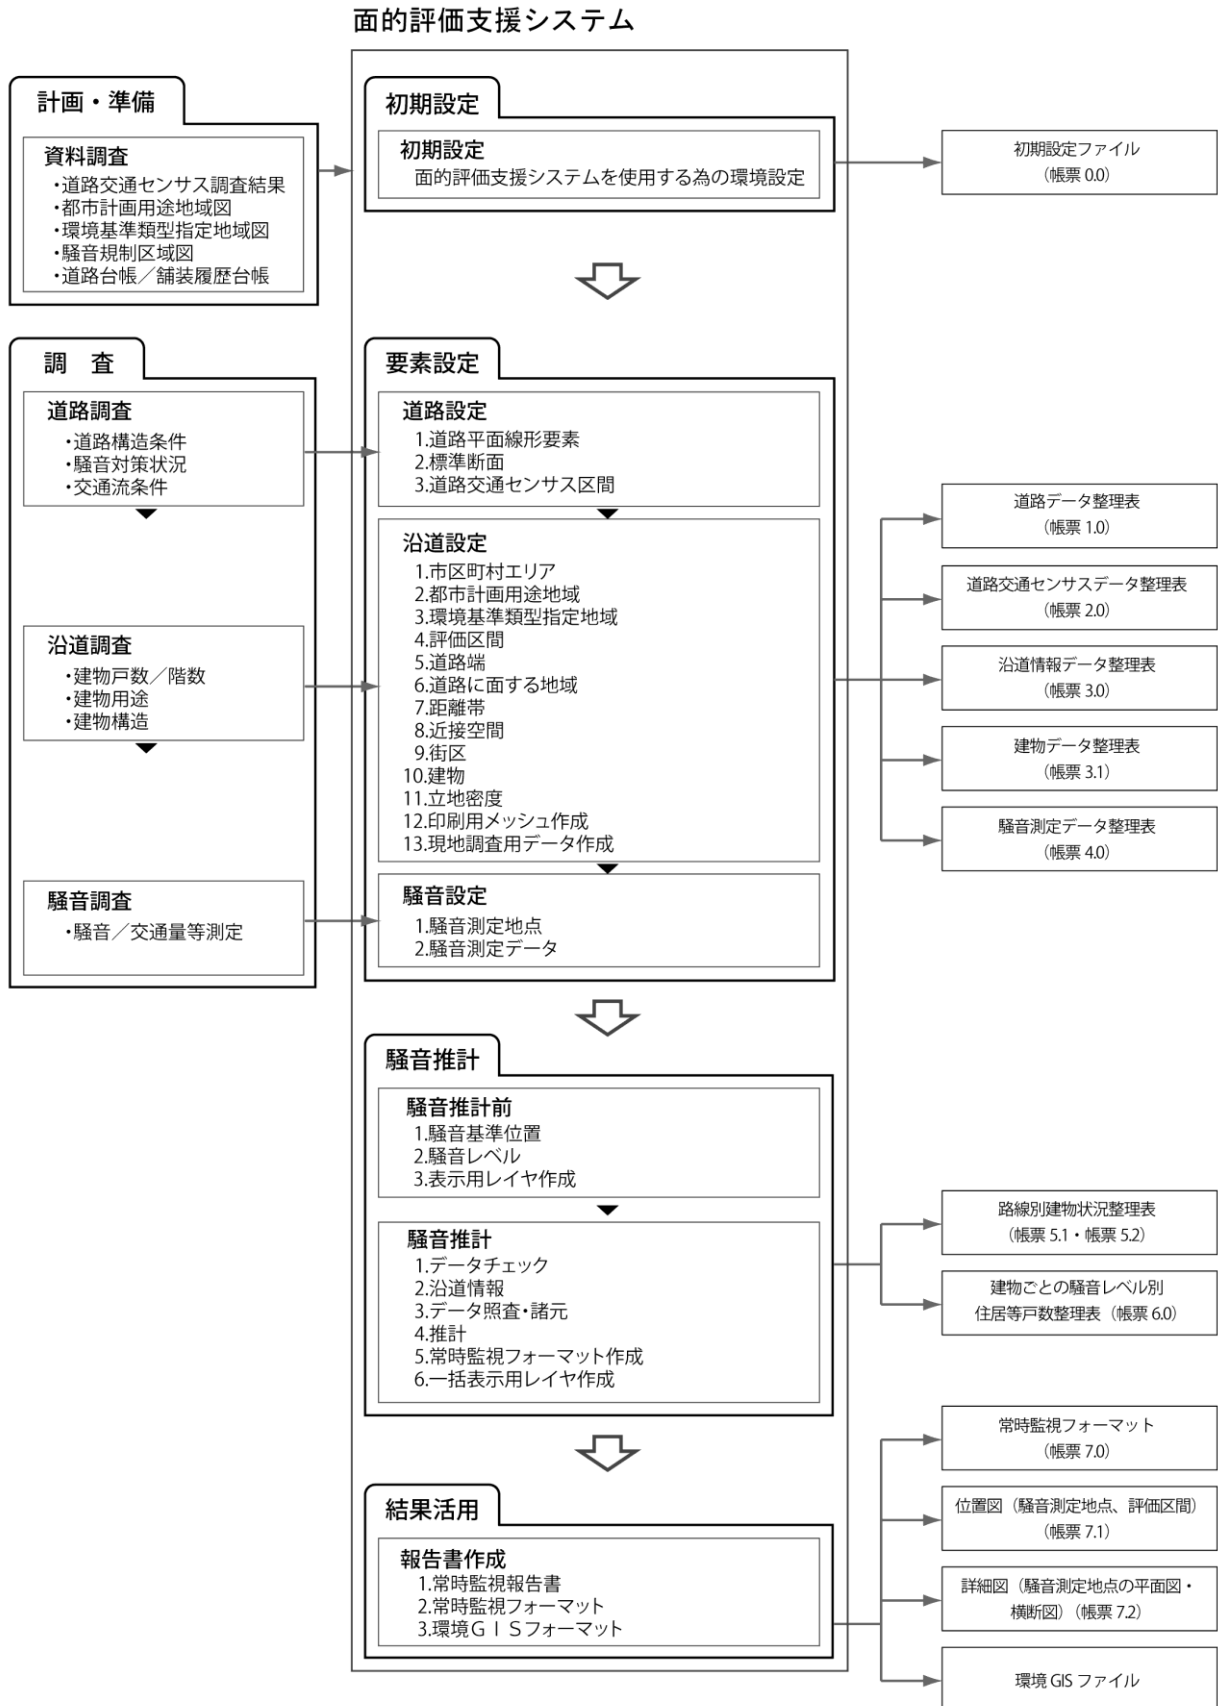 面的評価支援システム
計画・準備
資料調査
・道路交通センサス調査結果
・都市計画用途地域図
・環境基準類型指定地域図
・騒音規制区域図
・道路台帳／舗装履歴台帳
初期設定
初期設定
面的評価支援システムを使用する為の環境設定
初期設定ファイル
（帳票 0.0）
調　査
道路調査
・道路構造条件
・騒音対策状況
・交通流条件
沿道調査
・建物戸数／階数
・建物用途
・建物構造
騒音調査
・騒音／交通量等測定
要素設定
道路設定
1.道路平面線形要素
2.標準断面
3.道路交通センサス区間
沿道設定
1.市区町村エリア
2.都市計画用途地域
3.環境基準類型指定地域
4.評価区間
5.道路端
6.道路に面する地域
7.距離帯
8.近接空間
9.街区
10.建物
11.立地密度
12.印刷用メッシュ作成
13.現地調査用データ作成
騒音設定
1.騒音測定地点
2.騒音測定データ
道路データ整理表
（帳票 1.0）
道路交通センサスデータ整理表
（帳票 2.0）
沿道情報データ整理表
（帳票 3.0）
建物データ整理表
（帳票 3.1）
騒音測定データ整理表
（帳票 4.0）
騒音推計
騒音推計前
1.騒音基準位置
2.騒音レベル
3.表示用レイヤ作成
騒音推計
1.データチェック
2.沿道情報
3.データ照査・諸元
4.推計
5.常時監視フォーマット作成
6.一括表示用レイヤ作成
路線別建物状況整理表
（帳票 5.1・帳票 5.2）
建物ごとの騒音レベル別
住居等戸数整理表（帳票 6.0）
結果活用
報告書作成
1.常時監視報告書
2.常時監視フォーマット
3.環境ＧＩＳフォーマット
常時監視フォーマット
（帳票 7.0）
位置図（騒音測定地点、評価区間）
（帳票 7.1）
詳細図（騒音測定地点の平面図・
横断図）（帳票 7.2）
環境 GIS ファイル